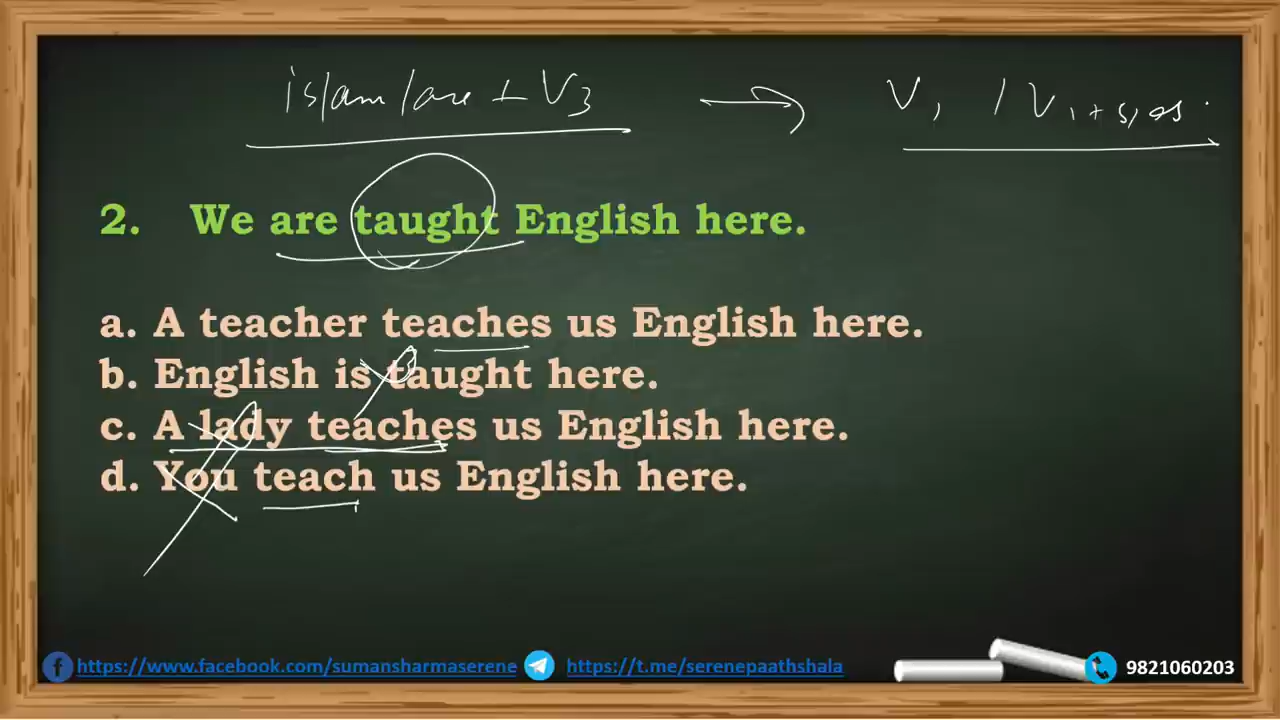 is/am/are + V3 → V1 / V1+s,es.
2. We are taught English here.
a. A teacher teaches us English here.
b. English is taught here.
c. A lady teaches us English here.
d. You teach us English here.
https://www.facebook.com/sumansharmaserene https://t.me/serenepaathshala 9821060203